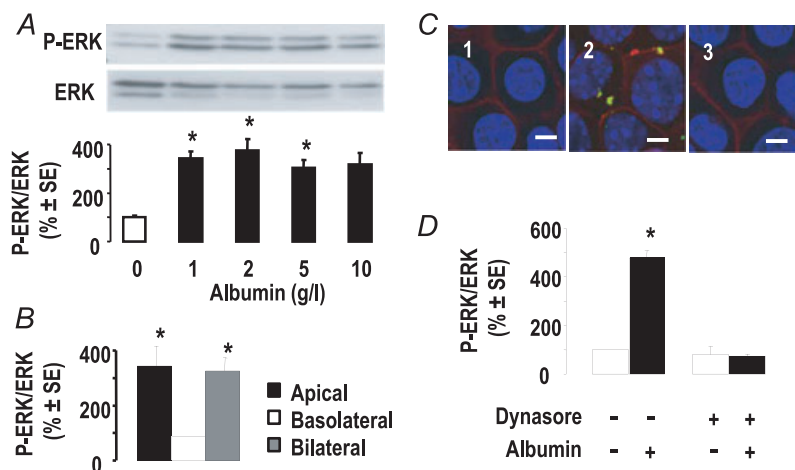 A
P-ERK
ERK
P-ERK/ERK
(% ± SE)
400
200
0
* * *
0 1 2 5 10
Albumin (g/l)
B
P-ERK/ERK
(% ± SE)
400
200
0
* *
Apical
Basolateral
Bilateral
C
1 2 3
D
P-ERK/ERK
(% ± SE)
600
400
200
0
*
Dynasore - - + +
Albumin - + - +